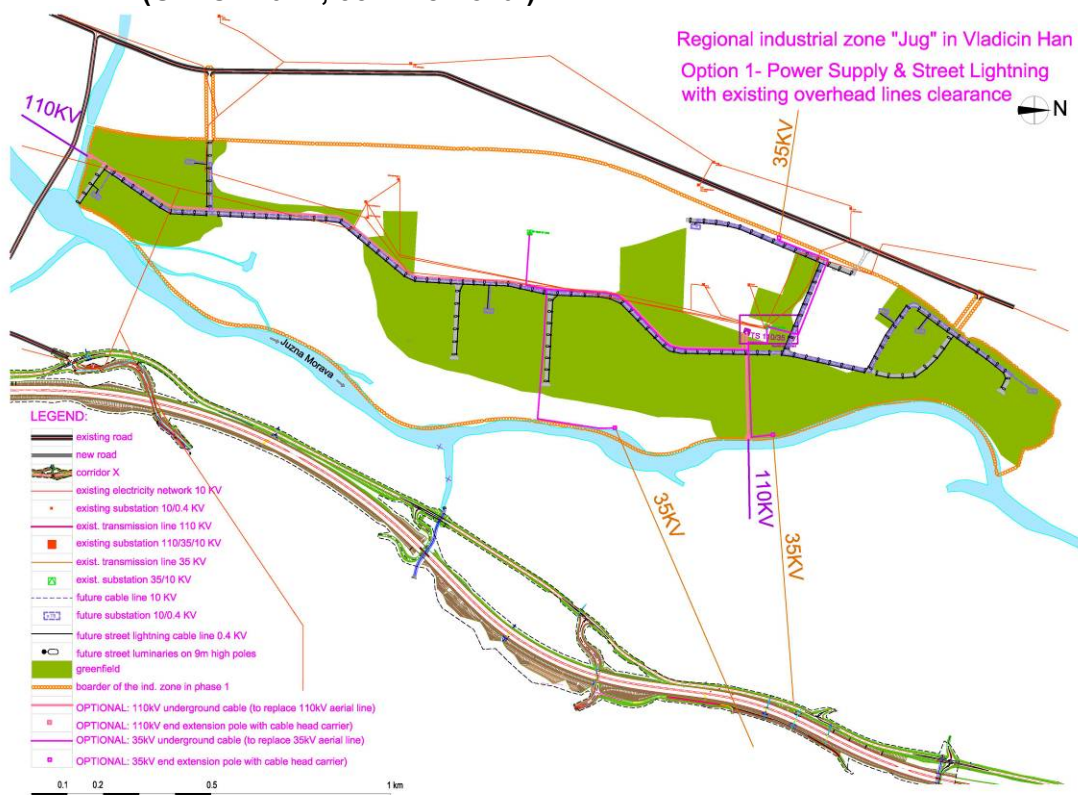 Regional industrial zone "Jug" in Vladicin Han
Option 1- Power Supply & Street Lightning
with existing overhead lines clearance
N
110KV
35KV
TS 110/35
Juzna Morava
35KV
110KV
35KV
LEGEND:
existing road
new road
corridor X
existing electricity network 10 KV
existing substation 10/0.4 KV
exist. transmission line 110 KV
existing substation 110/35/10 KV
exist. transmission line 35 KV
exist. substation 35/10 KV
future cable line 10 KV
future substation 10/0.4 KV
future street lightning cable line 0.4 KV
future street luminaries on 9m high poles
greenfield
boarder of the ind. zone in phase 1
OPTIONAL: 110kV underground cable (to replace 110kV aerial line)
OPTIONAL: 110kV end extension pole with cable head carrier)
OPTIONAL: 35kV underground cable (to replace 35kV aerial line)
OPTIONAL: 35kV end extension pole with cable head carrier)
0.1 0.2 0.5 1 km